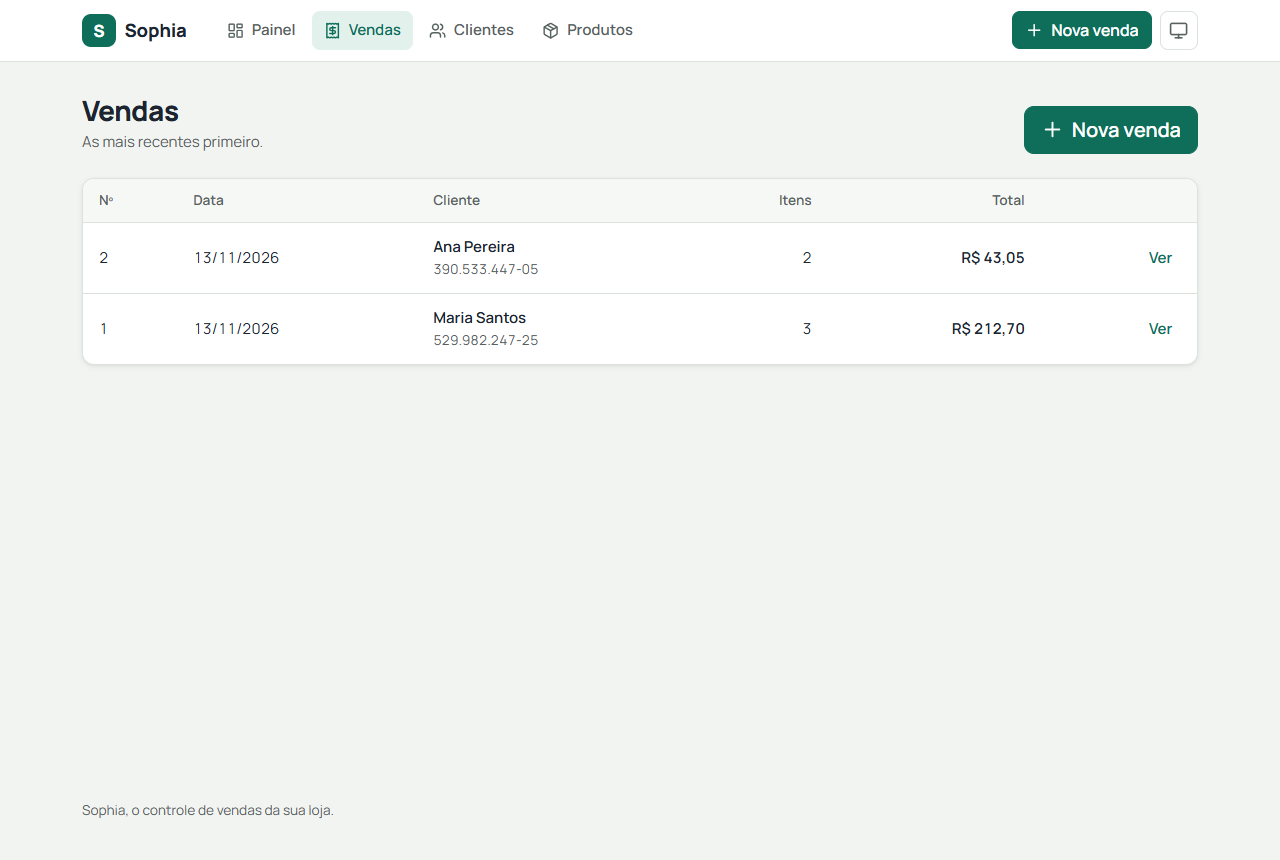 S Sophia Painel Vendas Clientes Produtos Nova venda
Vendas
As mais recentes primeiro.
Nova venda
Nº Data Cliente Itens Total
2 13/11/2026 Ana Pereira 2 R$ 43,05 Ver
390.533.447-05
1 13/11/2026 Maria Santos 3 R$ 212,70 Ver
529.982.247-25
Sophia, o controle de vendas da sua loja.